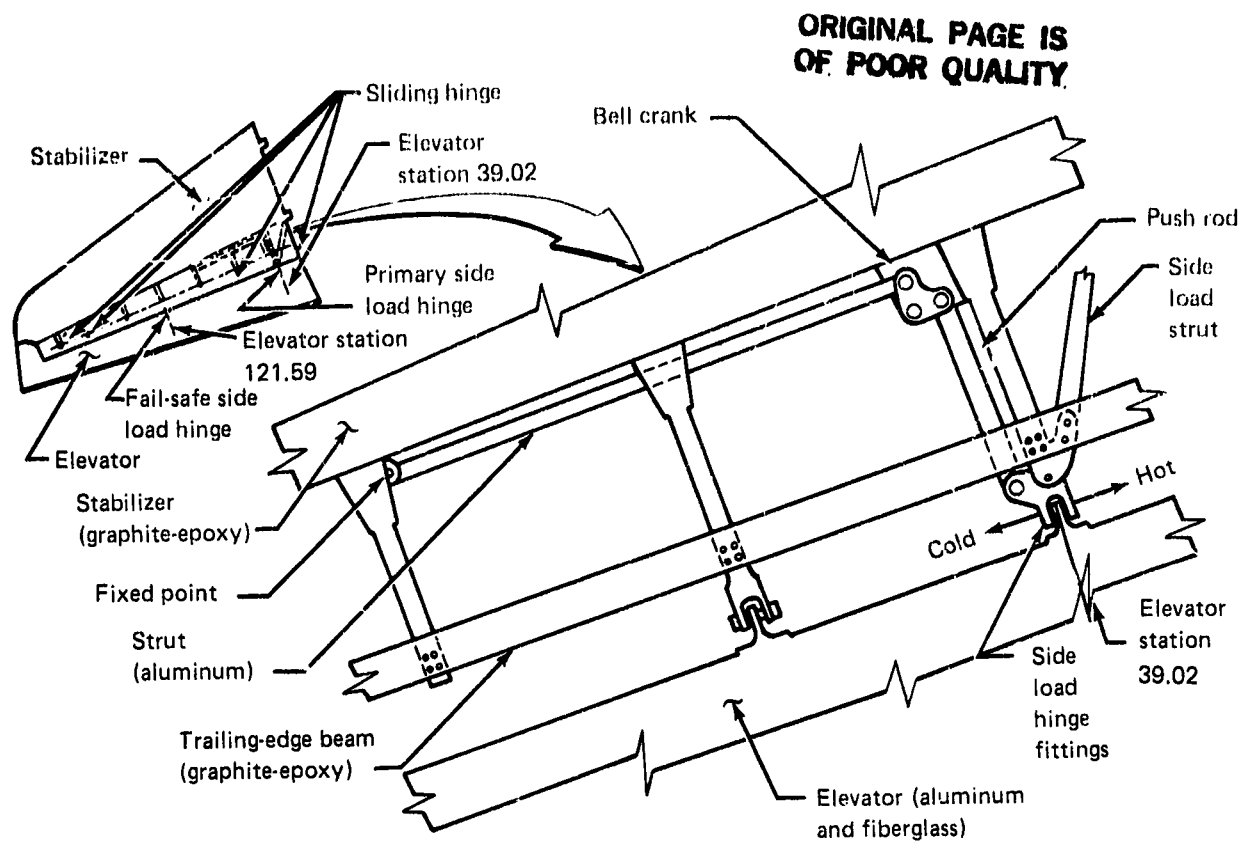 ORIGINAL PAGE IS
OF POOR QUALITY
Sliding hinge
Stabilizer
Elevator
station 39.02
Primary side
load hinge
Elevator station
121.59
Fail-safe side
load hinge
Elevator
Bell crank
Push rod
Side
load
strut
Hot
Cold
Stabilizer
(graphite-epoxy)
Fixed point
Strut
(aluminum)
Trailing-edge beam
(graphite-epoxy)
Elevator
station
39.02
Side
load
hinge
fittings
Elevator (aluminum
and fiberglass)